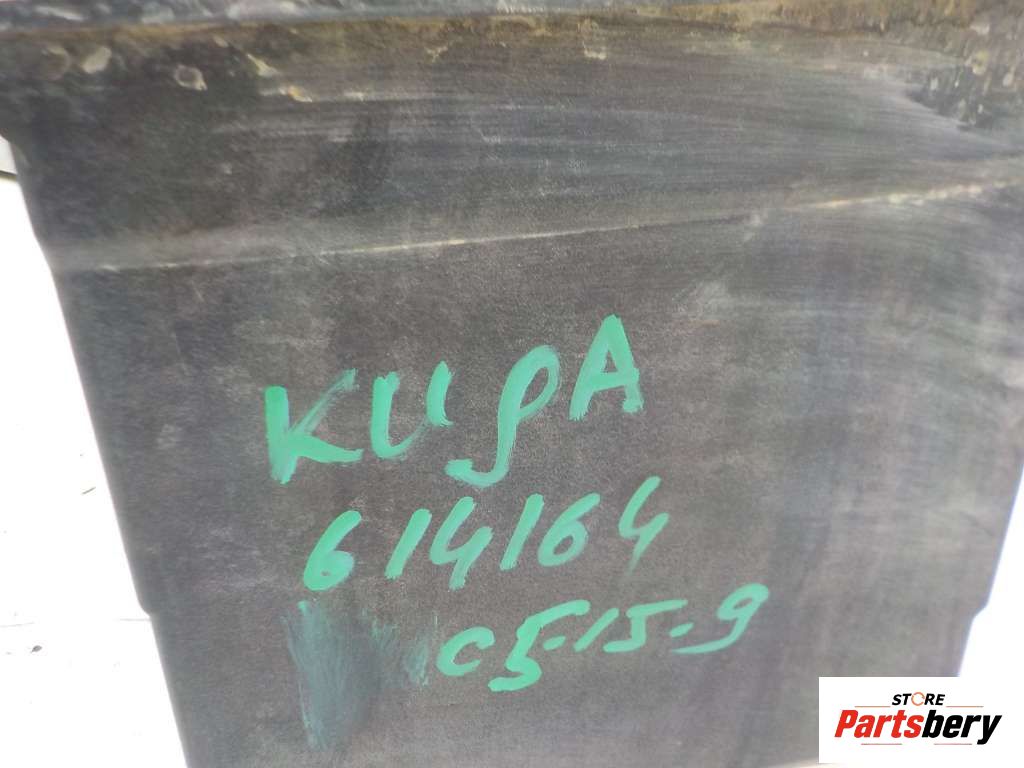 KUgA
614164
C5-15-9
STORE
Partsbery